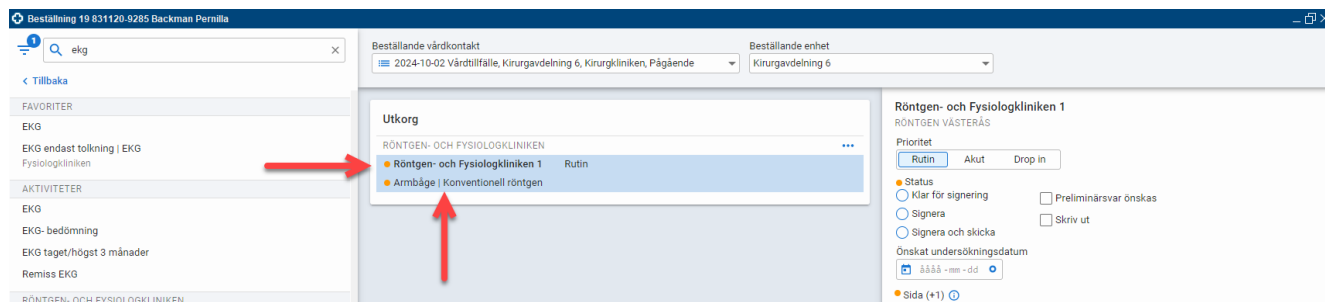 Beställning 19 831120-9285 Backman Pernilla
1
ekg
Tillbaka
FAVORITER
EKG
EKG endast tolkning | EKG
Fysiologkliniken
AKTIVITETER
EKG
EKG- bedömning
EKG taget/högst 3 månader
Remiss EKG
RÖNTGEN- OCH FYSIOLOGKLINIKEN
Beställande vårdkontakt
2024-10-02 Vårdtillfälle, Kirurgavdelning 6, Kirurgkliniken, Pågående
Beställande enhet
Kirurgavdelning 6
Utkorg
RÖNTGEN- OCH FYSIOLOGKLINIKEN
Röntgen- och Fysiologkliniken 1 Rutin
Armbåge | Konventionell röntgen
Röntgen- och Fysiologkliniken 1
RÖNTGEN VÄSTERÅS
Prioritet
Rutin Akut Drop in
Status
Klar för signering
Signera
Signera och skicka
Preliminärsvar önskas
Skriv ut
Önskat undersökningsdatum
åååå-mm-dd
Sida (+1)